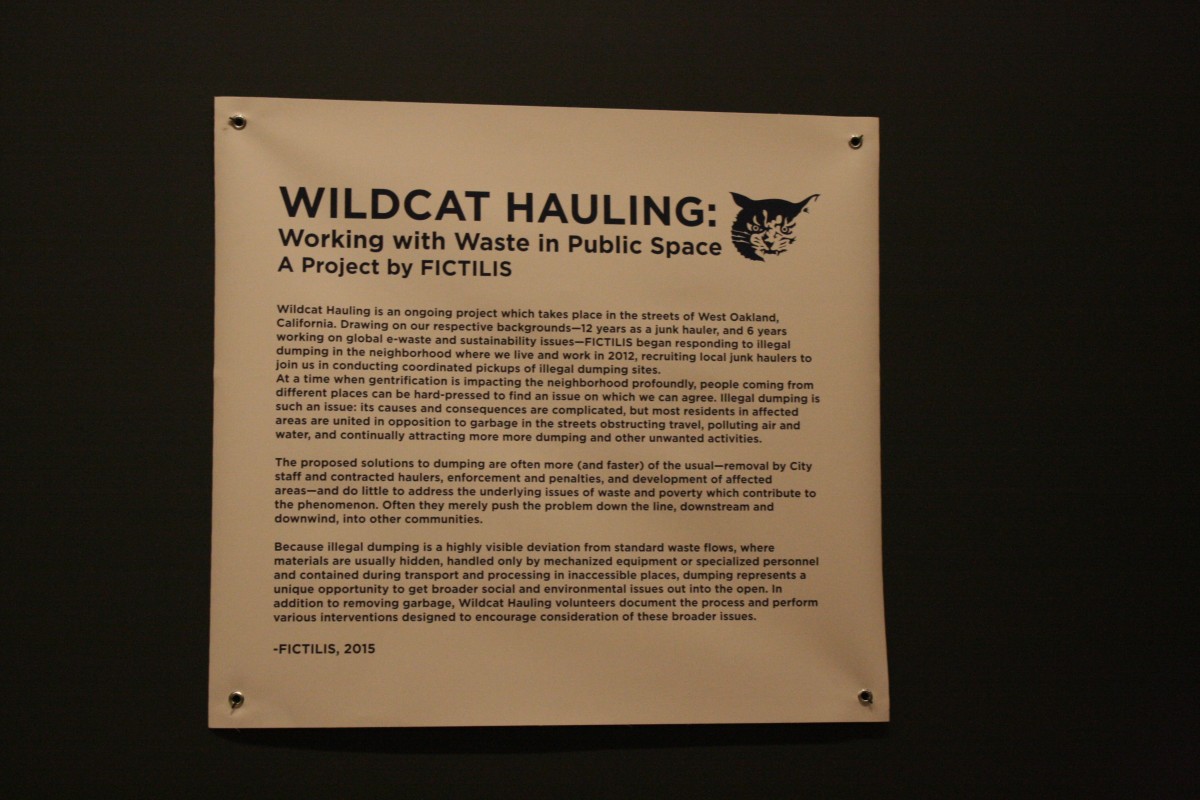 WILDCAT HAULING:
Working with Waste in Public Space
A Project by FICTILIS
Wildcat Hauling is an ongoing project which takes place in the streets of West Oakland,
California. Drawing on our respective backgrounds—12 years as a junk hauler, and 6 years
working on global e-waste and sustainability issues—FICTILIS began responding to illegal
dumping in the neighborhood where we live and work in 2012, recruiting local junk haulers to
join us in conducting coordinated pickups of illegal dumping sites.
At a time when gentrification is impacting the neighborhood profoundly, people coming from
different places can be hard-pressed to find an issue on which we can agree. Illegal dumping is
such an issue: its causes and consequences are complicated, but most residents in affected
areas are united in opposition to garbage in the streets obstructing travel, polluting air and
water, and continually attracting more more dumping and other unwanted activities.
The proposed solutions to dumping are often more (and faster) of the usual—removal by City
staff and contracted haulers, enforcement and penalties, and development of affected
areas—and do little to address the underlying issues of waste and poverty which contribute to
the phenomenon. Often they merely push the problem down the line, downstream and
downwind, into other communities.
Because illegal dumping is a highly visible deviation from standard waste flows, where
materials are usually hidden, handled only by mechanized equipment or specialized personnel
and contained during transport and processing in inaccessible places, dumping represents a
unique opportunity to get broader social and environmental issues out into the open. In
addition to removing garbage, Wildcat Hauling volunteers document the process and perform
various interventions designed to encourage consideration of these broader issues.
-FICTILIS, 2015